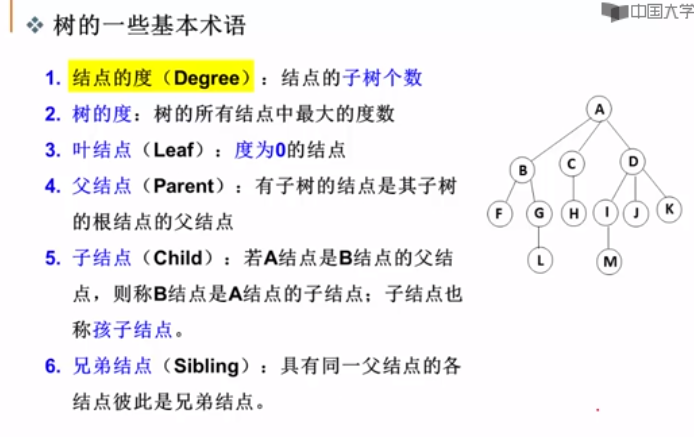 中国大学
❖ 树的一些基本术语
1. 结点的度（Degree）：结点的子树个数
2. 树的度：树的所有结点中最大的度数
3. 叶结点（Leaf）：度为0的结点
4. 父结点（Parent）：有子树的结点是其子树
的根结点的父结点
5. 子结点（Child）：若A结点是B结点的父结
点，则称B结点是A结点的子结点；子结点也
称孩子结点。
6. 兄弟结点（Sibling）：具有同一父结点的各
结点彼此是兄弟结点。
A
B C D
F G H I J K
L M